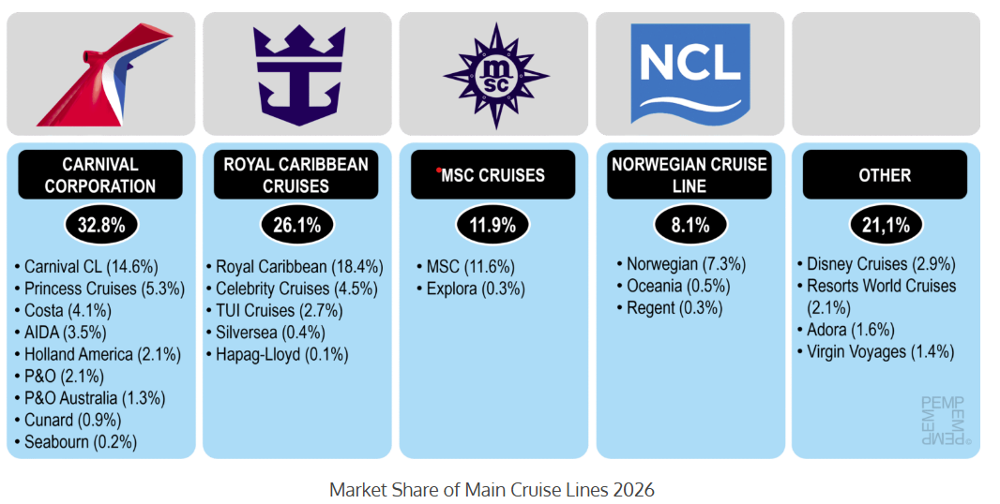 m
SC
NCL
CARNIVAL
CORPORATION
32.8%
• Carnival CL (14.6%)
• Princess Cruises (5.3%)
• Costa (4.1%)
• AIDA (3.5%)
• Holland America (2.1%)
• P&O (2.1%)
• P&O Australia (1.3%)
• Cunard (0.9%)
• Seabourn (0.2%)
ROYAL CARIBBEAN
CRUISES
26.1%
• Royal Caribbean (18.4%)
• Celebrity Cruises (4.5%)
• TUI Cruises (2.7%)
• Silversea (0.4%)
• Hapag-Lloyd (0.1%)
MSC CRUISES
11.9%
• MSC (11.6%)
• Explora (0.3%)
NORWEGIAN CRUISE
LINE
8.1%
• Norwegian (7.3%)
• Oceania (0.5%)
• Regent (0.3%)
OTHER
21,1%
• Disney Cruises (2.9%)
• Resorts World Cruises
(2.1%)
• Adora (1.6%)
• Virgin Voyages (1.4%)
PEMP
PEMP
PEMP
PEMP©
Market Share of Main Cruise Lines 2026